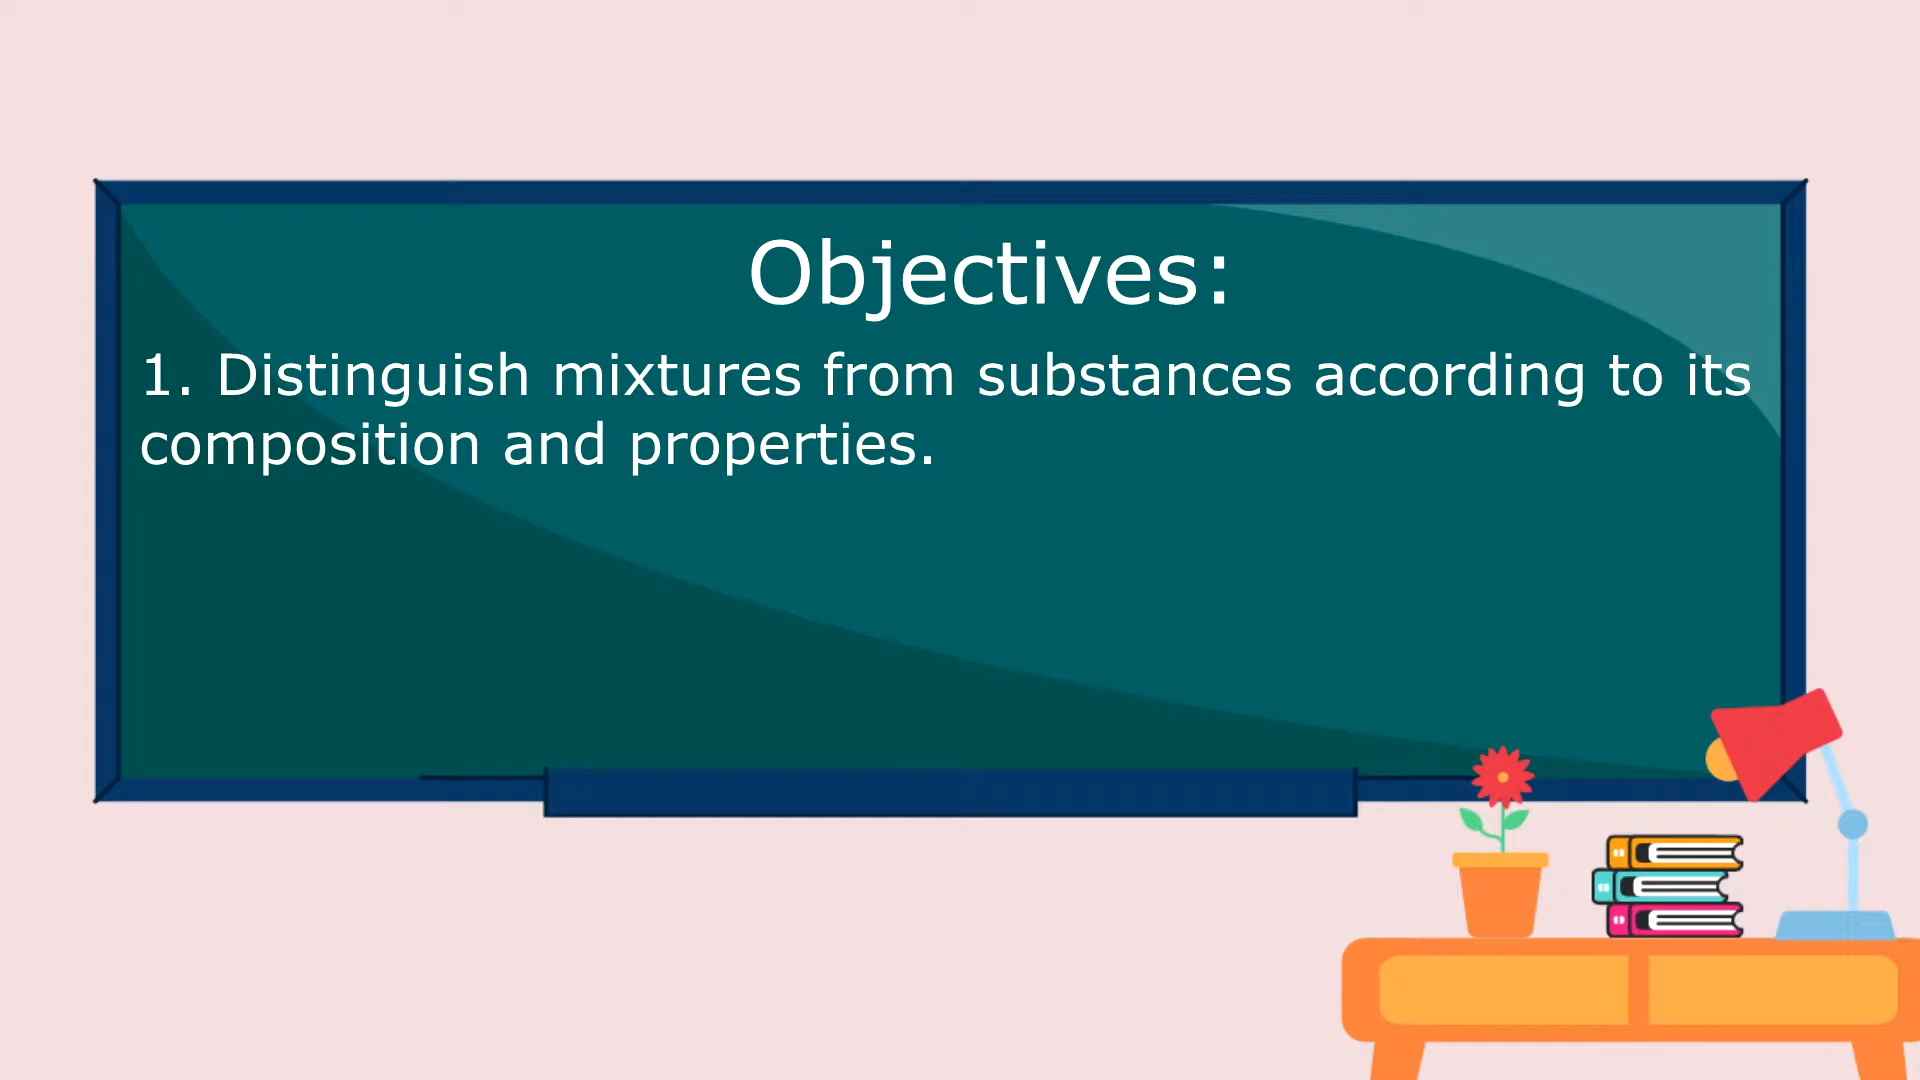 Objectives:
1. Distinguish mixtures from substances according to its
composition and properties.